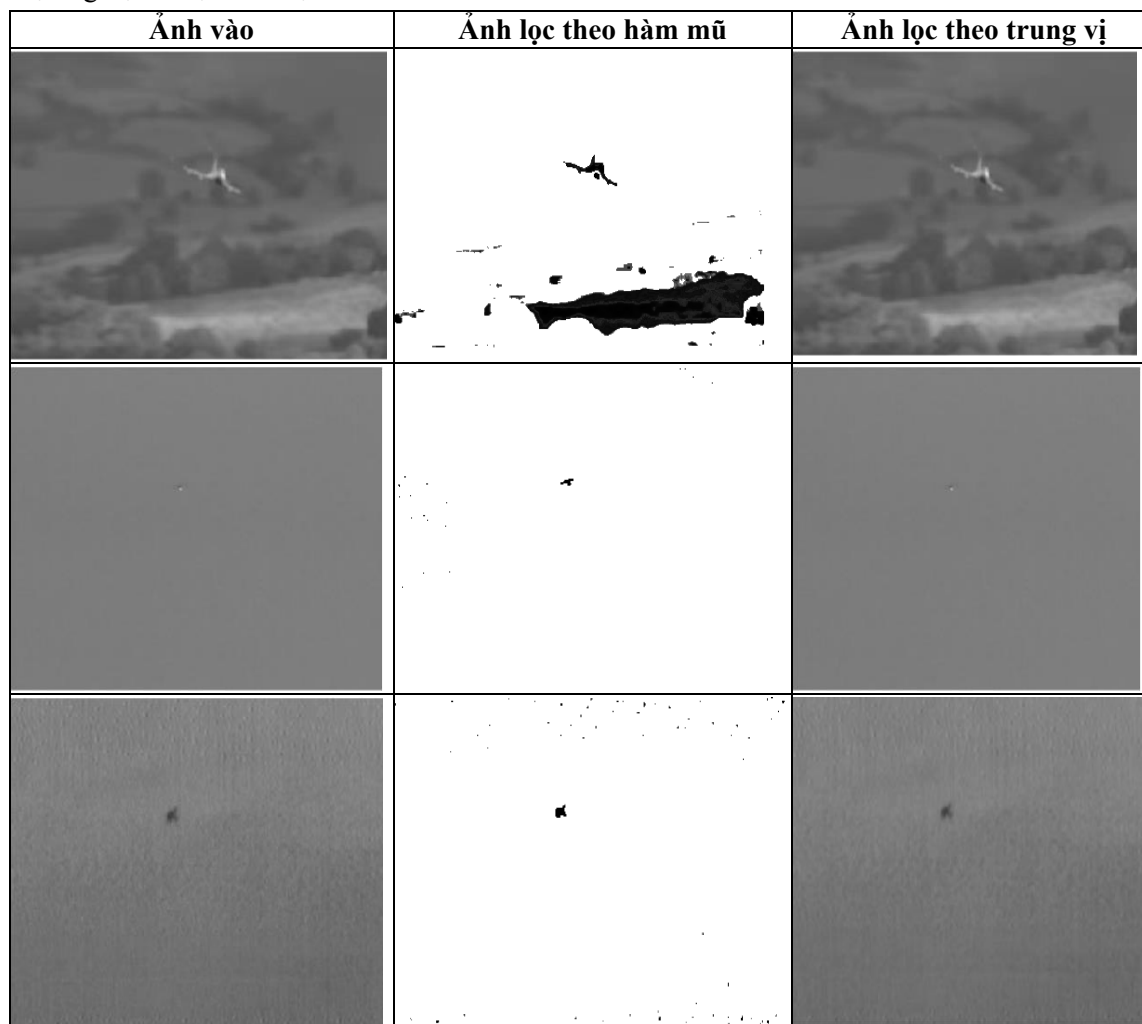 Ảnh vào
Ảnh lọc theo hàm mũ
Ảnh lọc theo trung vị